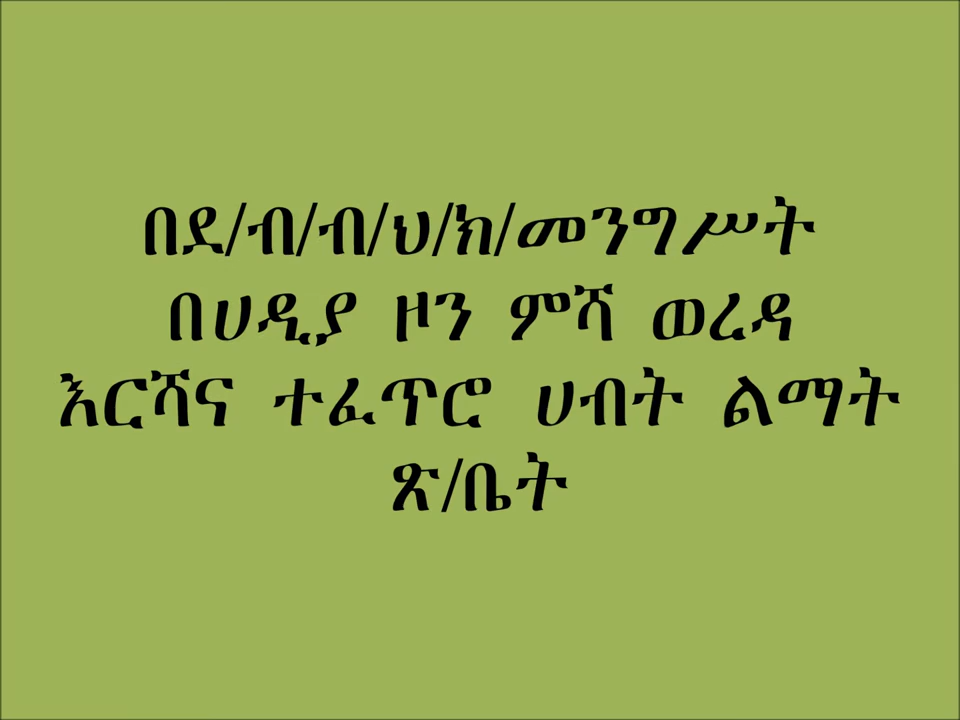 በደ/ብ/ብ/ህ/ክ/መንግሥት
በሀዲያ ዞን ምሻ ወረዳ
እርሻና ተፈጥሮ ሀብት ልማት
ጽ/ቤት